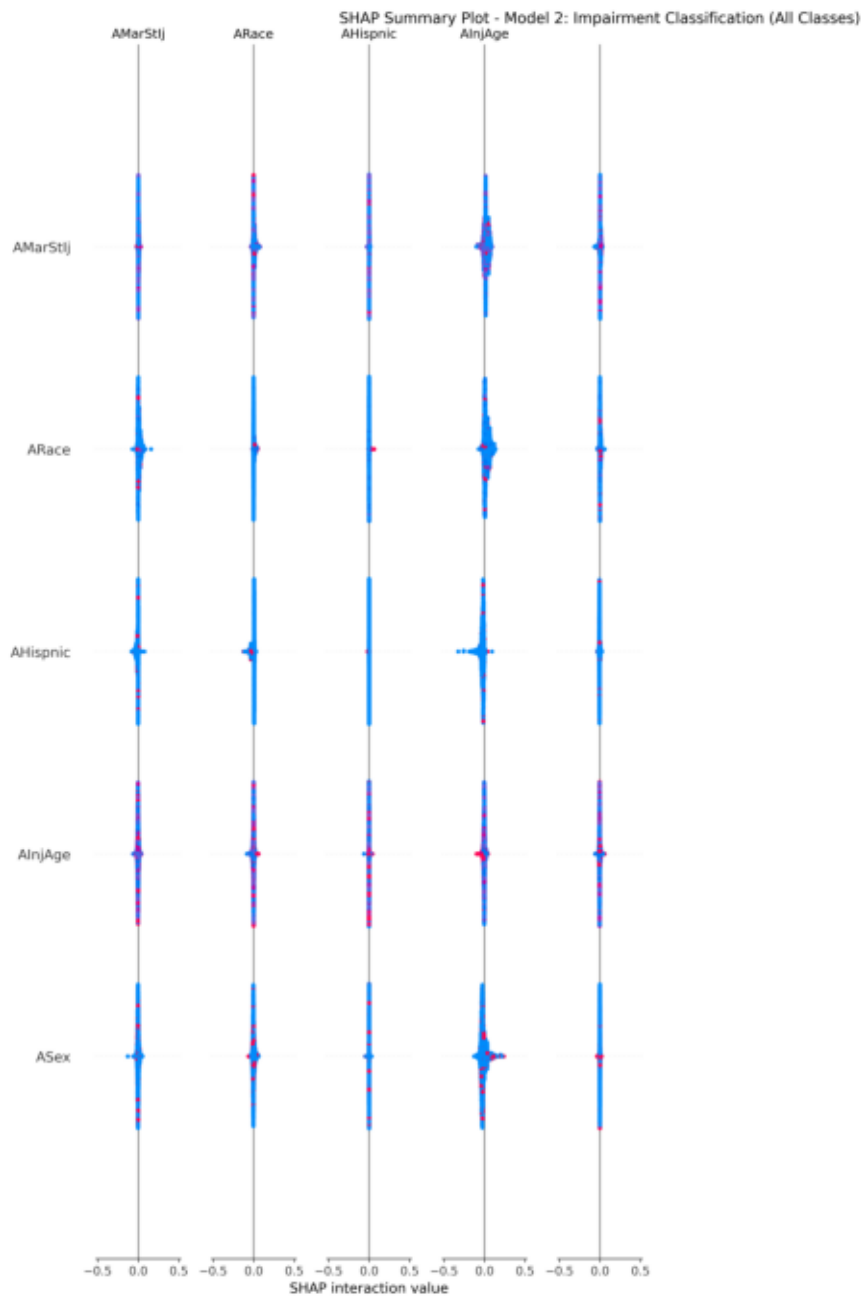 SHAP Summary Plot - Model 2: Impairment Classification (All Classes)
AMarStIj ARace AHispnic AInjAge
AMarStIj
ARace
AHispnic
AInjAge
ASex
−0.5 0.0 0.5 −0.5 0.0 0.5 −0.5 0.0 0.5 −0.5 0.0 0.5 −0.5 0.0 0.5
SHAP interaction value